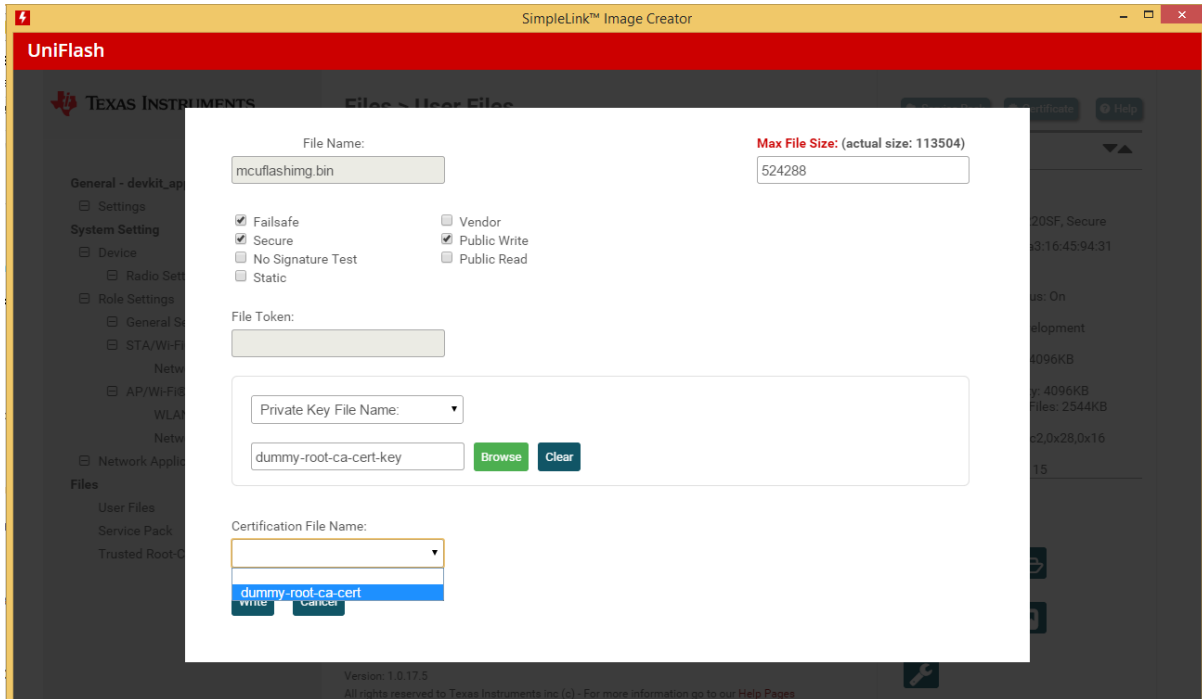 SimpleLink™ Image Creator
UniFlash
TEXAS INSTRUMENTS
Files > User Files
Certificate
Help
File Name:
Max File Size: (actual size: 113504)
mcuflashimg.bin
524288
General - devkit_ap
Settings
System Setting
Device
Radio Sett
Role Settings
General Se
STA/Wi-Fi
Netw
AP/Wi-Fi®
WLAN
Netw
Network Applic
Files
User Files
Service Pack
Trusted Root-C
Failsafe
Vendor
Secure
Public Write
No Signature Test
Public Read
Static
File Token:
Private Key File Name:
dummy-root-ca-cert-key
Browse
Clear
Certification File Name:
dummy-root-ca-cert
Write
Cancel
20SF, Secure
a3:16:45:94:31
us: On
elopment
4096KB
y: 4096KB
Files: 2544KB
c2,0x28,0x16
15
Version: 1.0.17.5
All rights reserved to Texas Instruments inc (c) - For more information go to our Help Pages